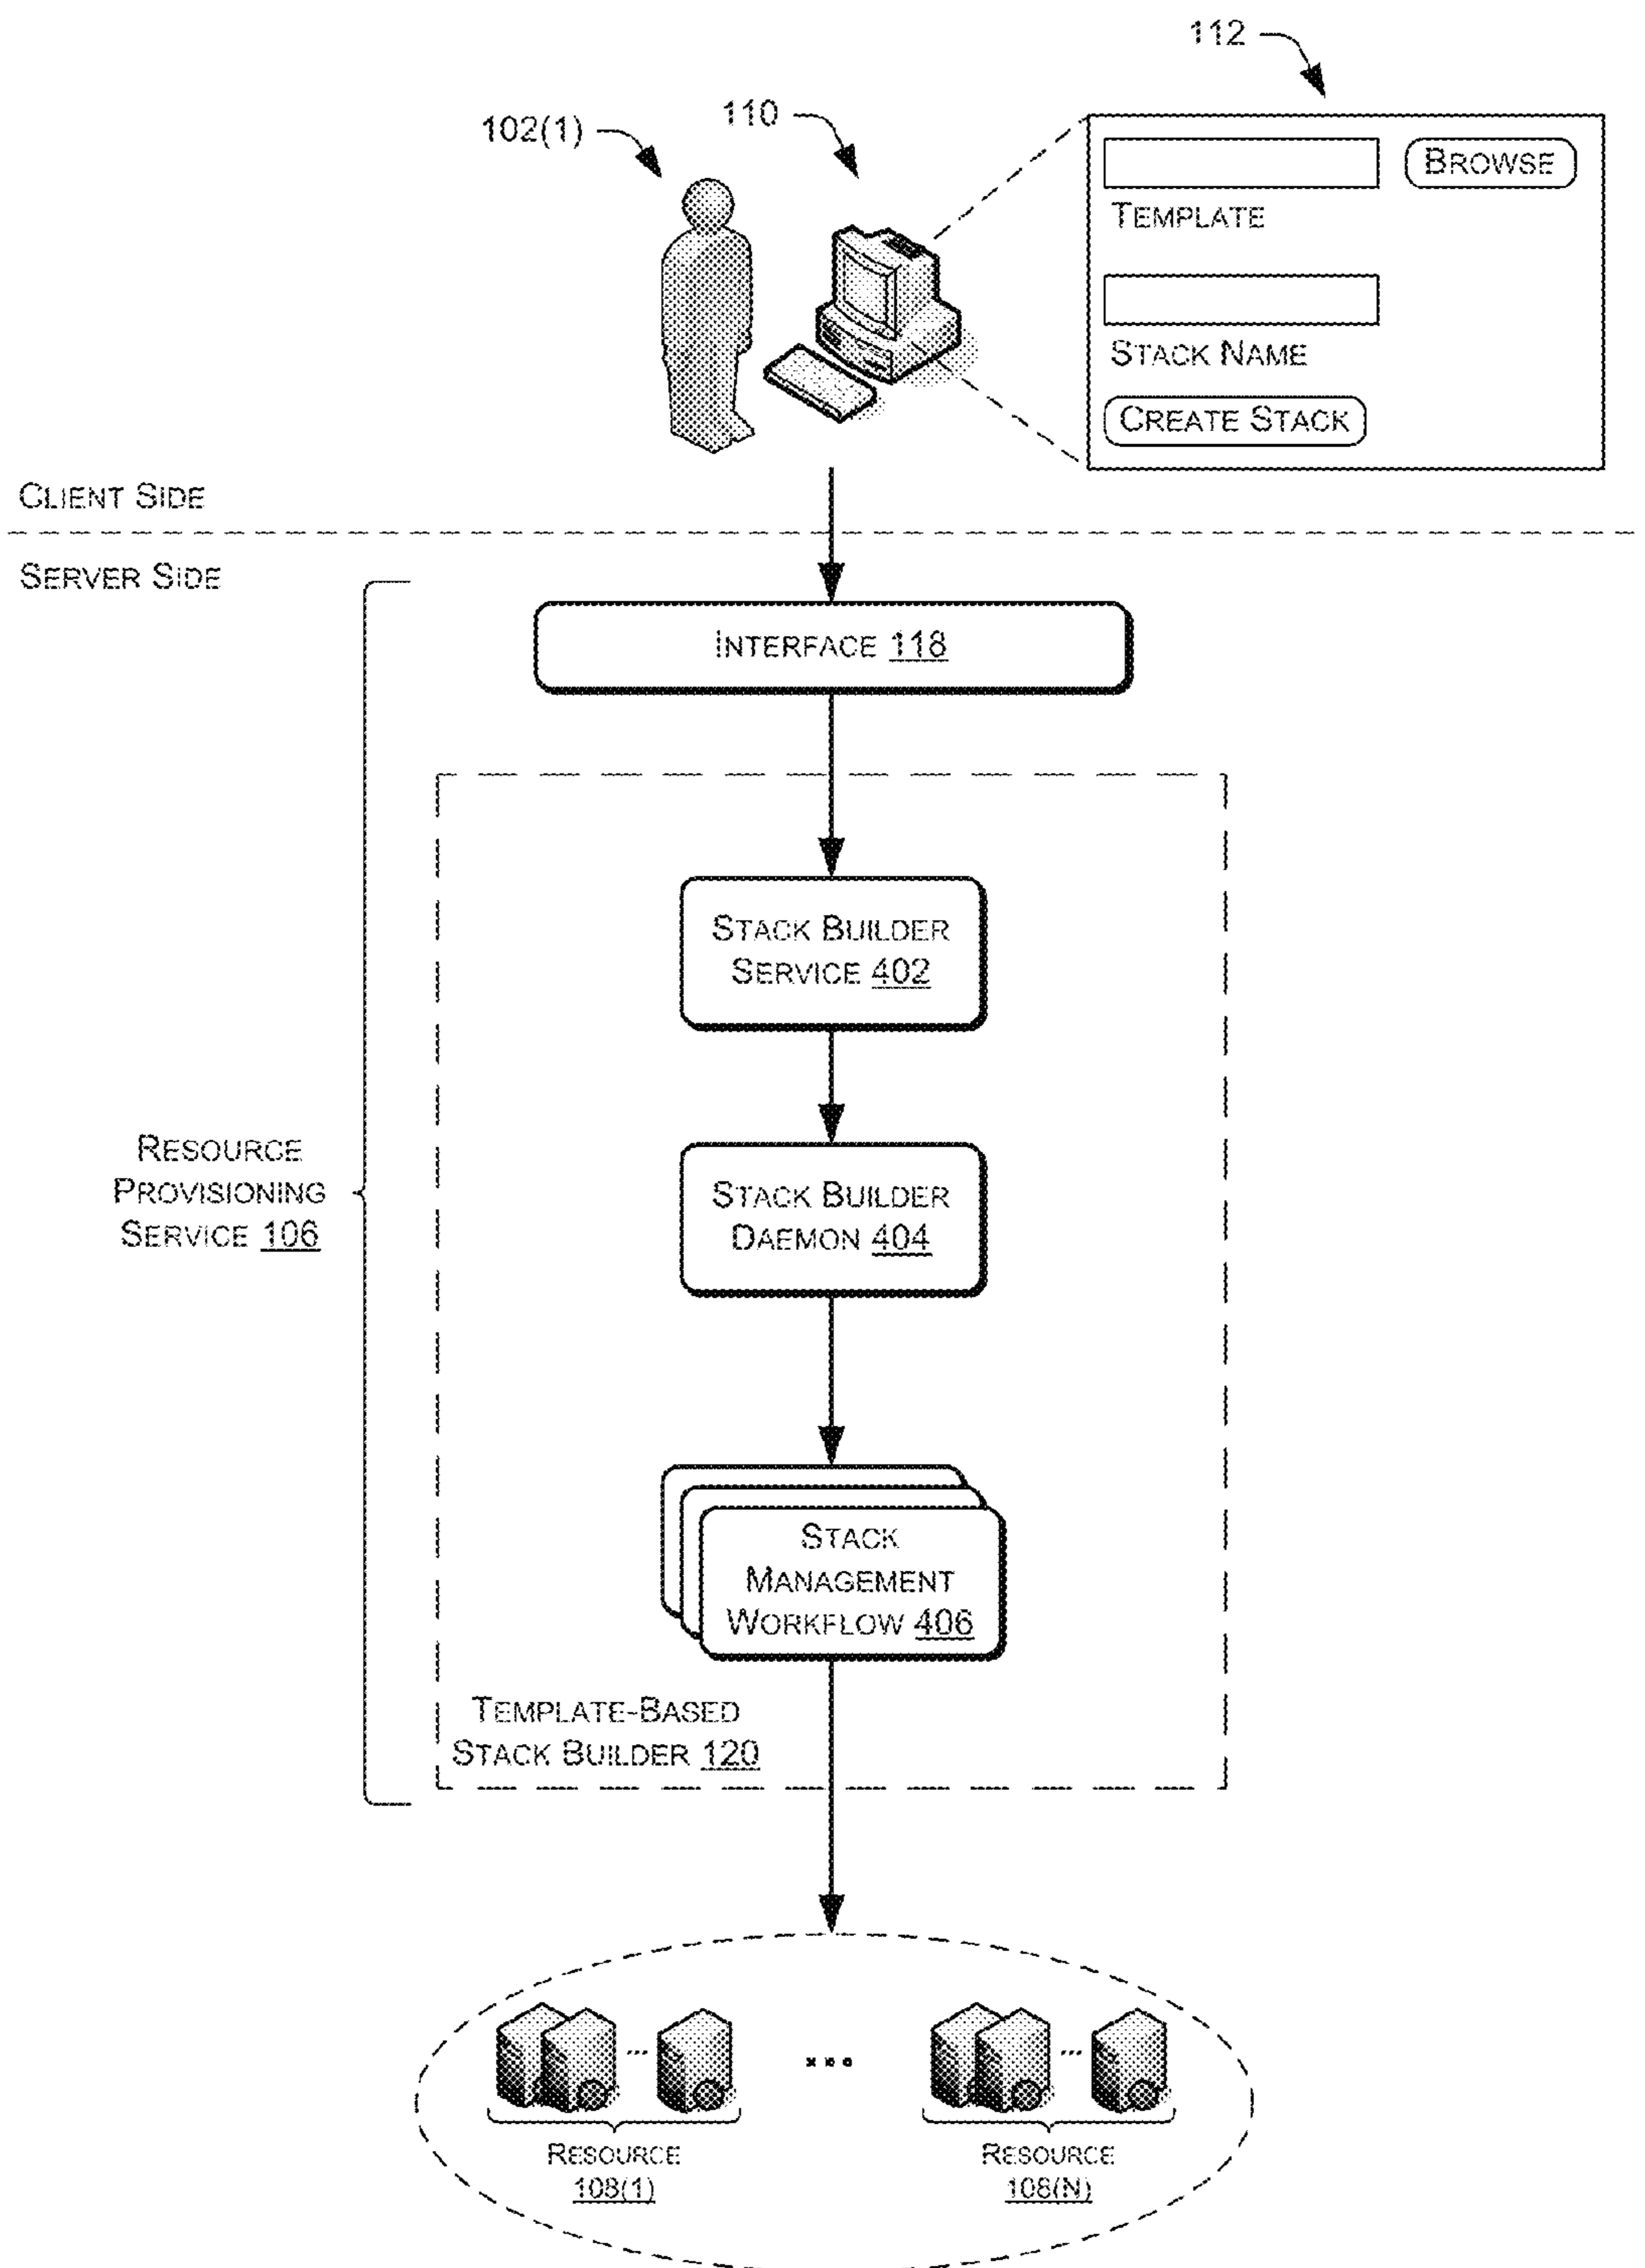 112
110
102(1)
BROWSE
TEMPLATE
STACK NAME
CREATE STACK
CLIENT SIDE
SERVER SIDE
INTERFACE 118
STACK BUILDER
SERVICE 402
RESOURCE
PROVISIONING
SERVICE 106
STACK BUILDER
DAEMON 404
STACK
MANAGEMENT
WORKFLOW 406
TEMPLATE-BASED
STACK BUILDER 120
... ... ...
RESOURCE
108(1)
RESOURCE
108(N)